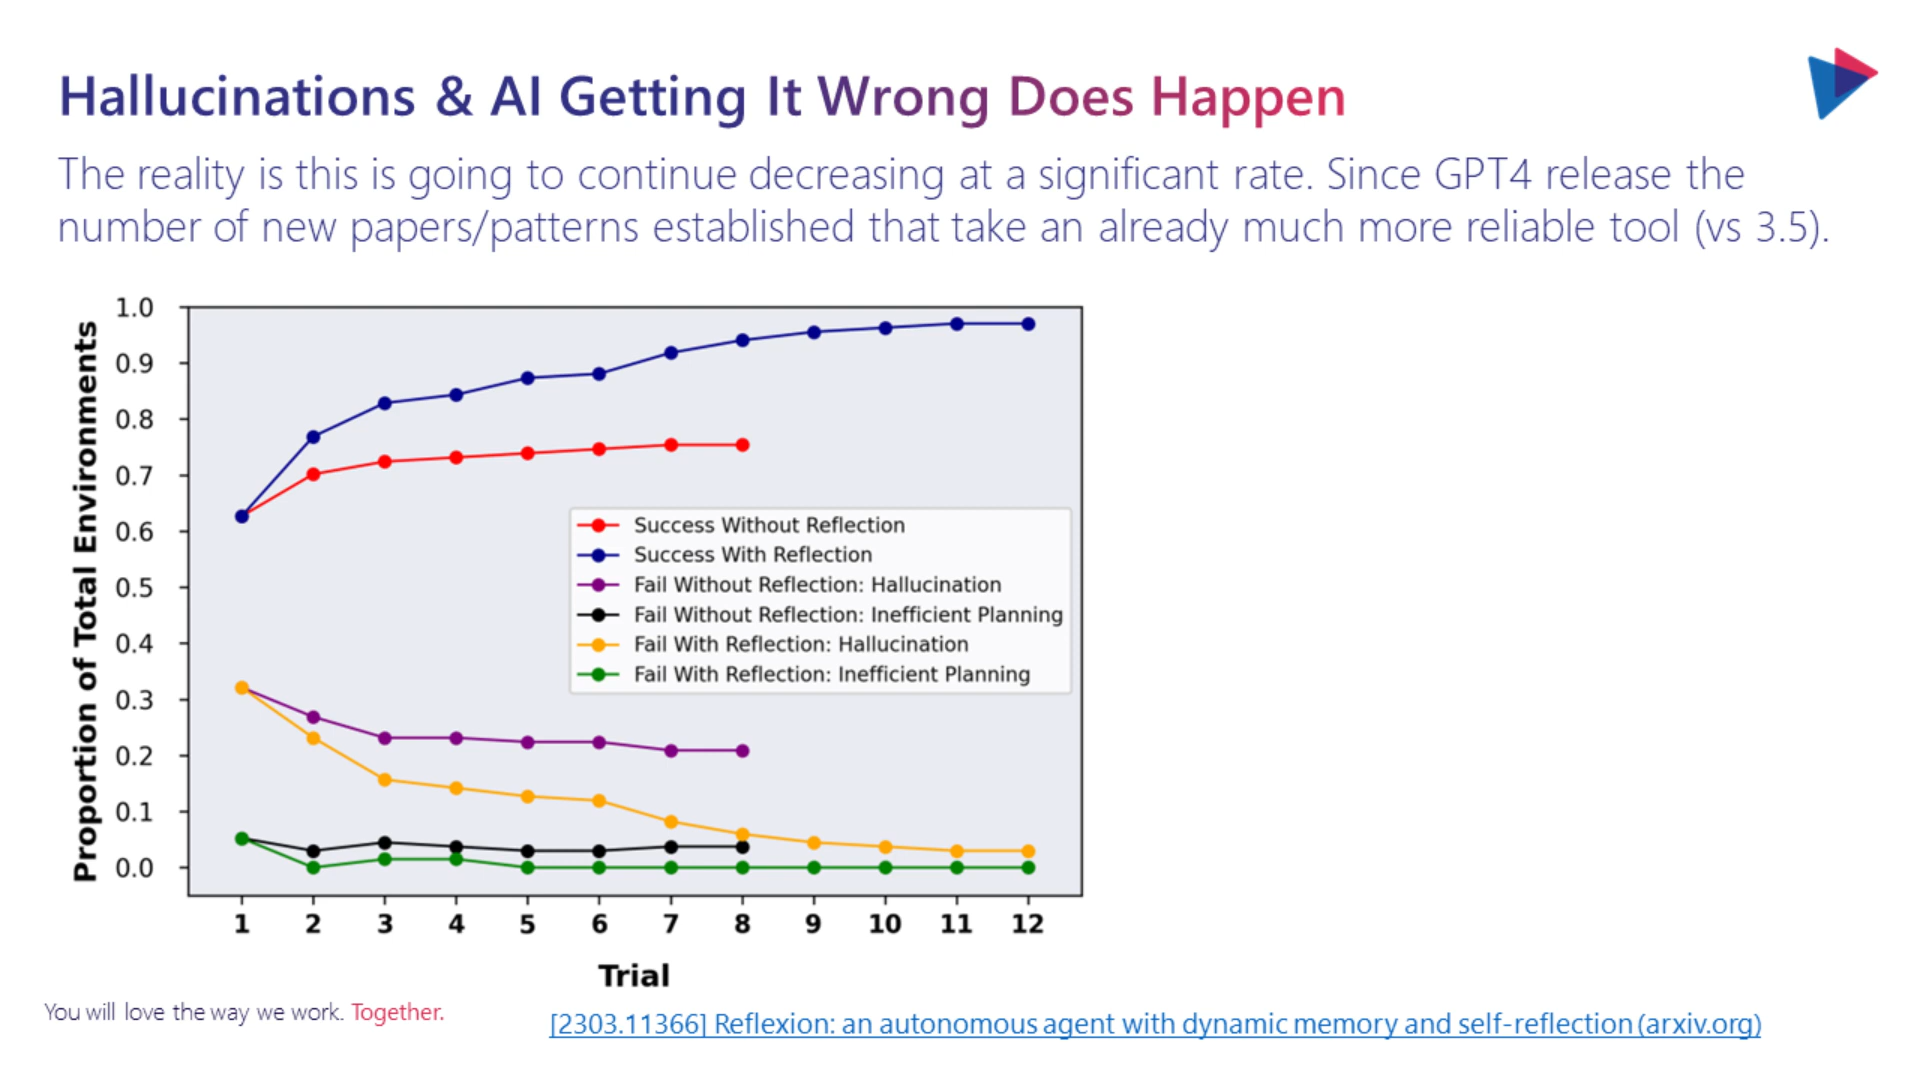 Hallucinations & AI Getting It Wrong Does Happen
The reality is this is going to continue decreasing at a significant rate. Since GPT4 release the
number of new papers/patterns established that take an already much more reliable tool (vs 3.5).
Proportion of Total Environments
1.0
0.9
0.8
0.7
0.6
0.5
0.4
0.3
0.2
0.1
0.0
Success Without Reflection
Success With Reflection
Fail Without Reflection: Hallucination
Fail Without Reflection: Inefficient Planning
Fail With Reflection: Hallucination
Fail With Reflection: Inefficient Planning
1 2 3 4 5 6 7 8 9 10 11 12
Trial
You will love the way we work. Together.
[2303.11366] Reflexion: an autonomous agent with dynamic memory and self-reflection (arxiv.org)